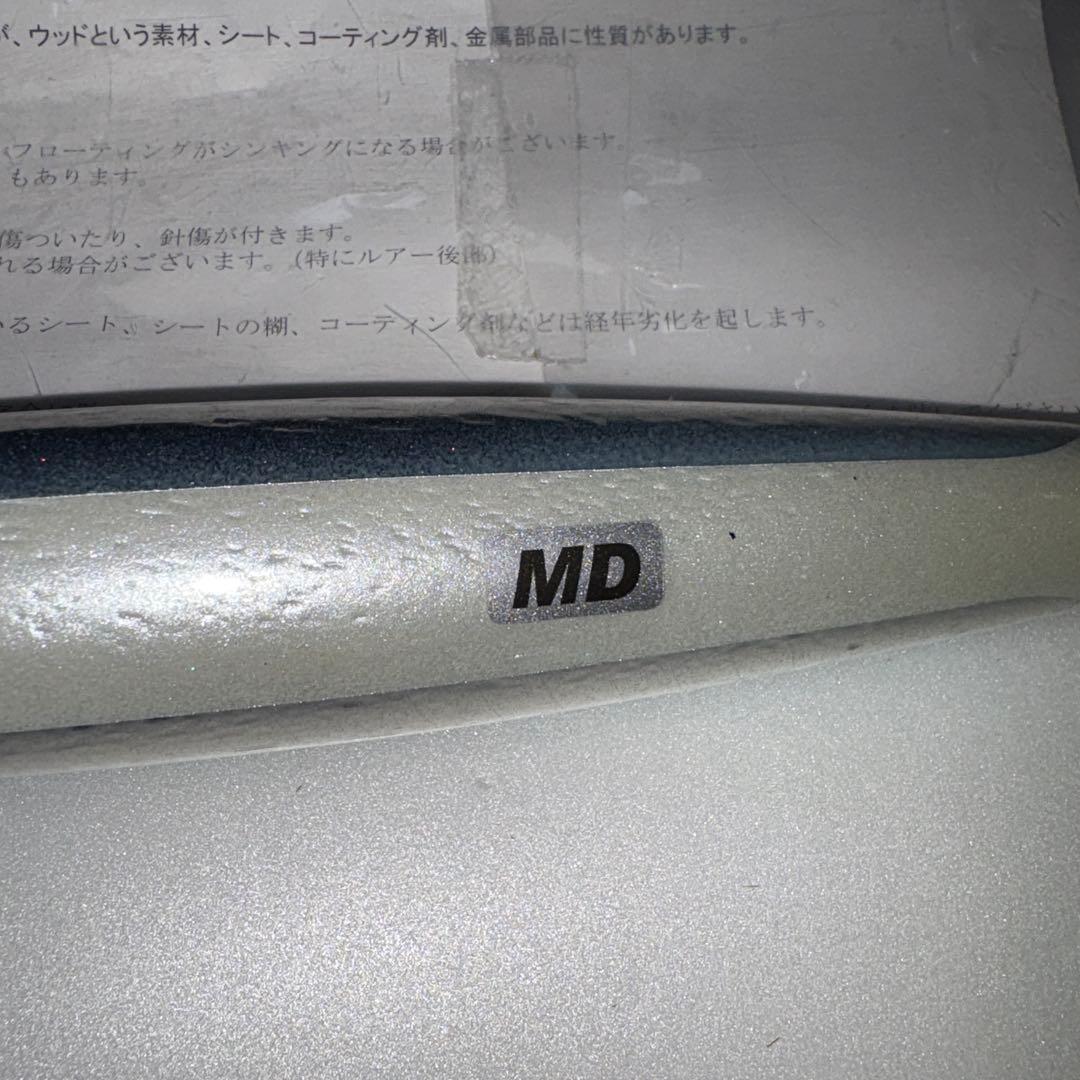 が、ウッドという素材、シート、コーティング剤、金属部品に性質があります。
フローティングがシンキングになる場合がございます。
もあります。
傷ついたり、針傷が付きます。
れる場合がございます。(特にルアー後部)
いるシート、シートの糊、コーティング剤などは経年劣化を起します。
ください
MD